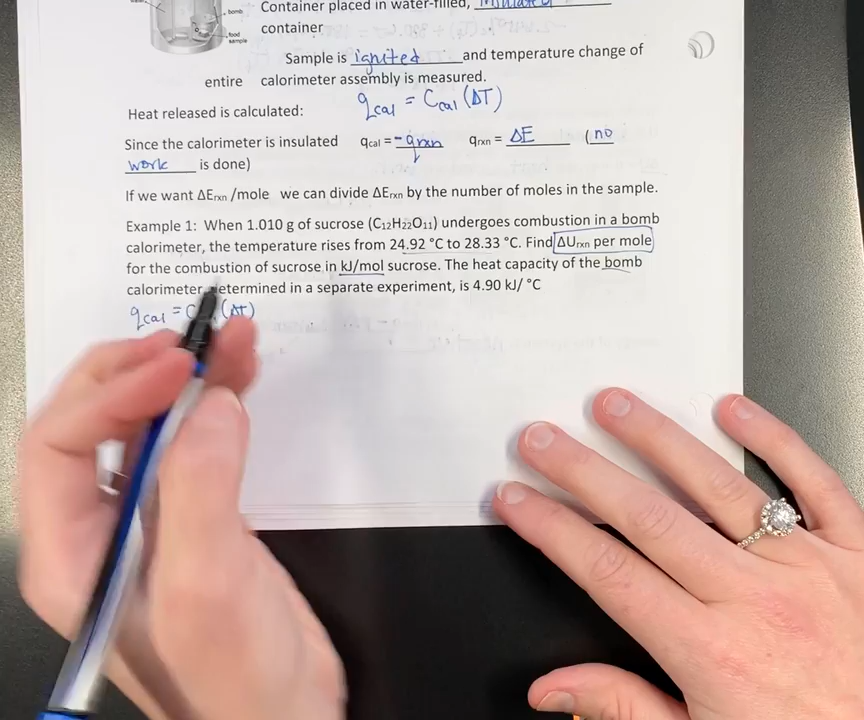 bomb
food
sample
Container placed in water-filled, insulated
container
Sample is ignited and temperature change of
entire calorimeter assembly is measured.
Heat released is calculated: qcal = Ccal (ΔT)
Since the calorimeter is insulated qcal = -qrxn qrxn = ΔE (no
work is done)
If we want ΔErxn /mole we can divide ΔErxn by the number of moles in the sample.
Example 1: When 1.010 g of sucrose (C12H22O11) undergoes combustion in a bomb
calorimeter, the temperature rises from 24.92 °C to 28.33 °C. Find ΔUrxn per mole
for the combustion of sucrose in kJ/mol sucrose. The heat capacity of the bomb
calorimeter, determined in a separate experiment, is 4.90 kJ/ °C
qcal = C (ΔT)